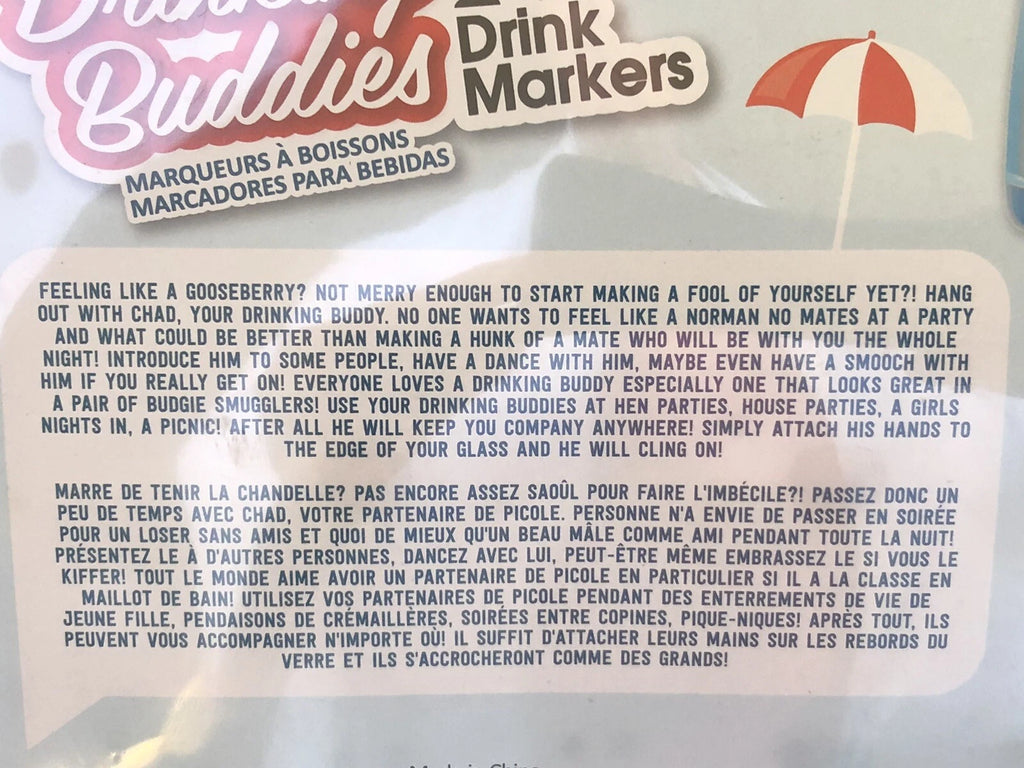 Drinking
Buddies
Drink
Markers
MARQUEURS À BOISSONS
MARCADORES PARA BEBIDAS
FEELING LIKE A GOOSEBERRY? NOT MERRY ENOUGH TO START MAKING A FOOL OF YOURSELF YET?! HANG
OUT WITH CHAD, YOUR DRINKING BUDDY. NO ONE WANTS TO FEEL LIKE A NORMAN NO MATES AT A PARTY
AND WHAT COULD BE BETTER THAN MAKING A HUNK OF A MATE WHO WILL BE WITH YOU THE WHOLE
NIGHT! INTRODUCE HIM TO SOME PEOPLE, HAVE A DANCE WITH HIM, MAYBE EVEN HAVE A SMOOCH WITH
HIM IF YOU REALLY GET ON! EVERYONE LOVES A DRINKING BUDDY ESPECIALLY ONE THAT LOOKS GREAT IN
A PAIR OF BUDGIE SMUGGLERS! USE YOUR DRINKING BUDDIES AT HEN PARTIES, HOUSE PARTIES, A GIRLS
NIGHTS IN, A PICNIC! AFTER ALL HE WILL KEEP YOU COMPANY ANYWHERE! SIMPLY ATTACH HIS HANDS TO
THE EDGE OF YOUR GLASS AND HE WILL CLING ON!
MARRE DE TENIR LA CHANDELLE? PAS ENCORE ASSEZ SAOÛL POUR FAIRE L'IMBÉCILE?! PASSEZ DONC UN
PEU DE TEMPS AVEC CHAD, VOTRE PARTENAIRE DE PICOLE. PERSONNE N'A ENVIE DE PASSER EN SOIRÉE
POUR UN LOSER SANS AMIS ET QUOI DE MIEUX QU'UN BEAU MÂLE COMME AMI PENDANT TOUTE LA NUIT!
PRÉSENTEZ LE À D'AUTRES PERSONNES, DANCEZ AVEC LUI, PEUT-ÊTRE MÊME EMBRASSEZ LE SI VOUS LE
KIFFER! TOUT LE MONDE AIME AVOIR UN PARTENAIRE DE PICOLE EN PARTICULIER SI IL A LA CLASSE EN
MAILLOT DE BAIN! UTILISEZ VOS PARTENAIRES DE PICOLE PENDANT DES ENTERREMENTS DE VIE DE
JEUNE FILLE, PENDAISONS DE CRÉMAILLÈRES, SOIRÉES ENTRE COPINES, PIQUE-NIQUES! APRÈS TOUT, ILS
PEUVENT VOUS ACCOMPAGNER N'IMPORTE OÙ! IL SUFFIT D'ATTACHER LEURS MAINS SUR LES REBORDS DU
VERRE ET ILS S'ACCROCHERONT COMME DES GRANDS!